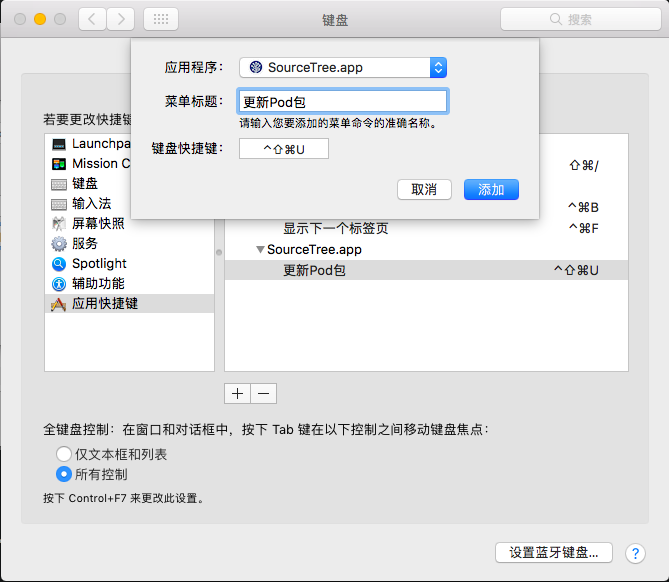 键盘
搜索
应用程序：
SourceTree.app
菜单标题：
更新Pod包
请输入您要添加的菜单命令的准确名称。
键盘快捷键：
^⇧⌘U
取消
添加
若要更改快捷键
Launchpa
Mission C
键盘
输入法
屏幕快照
服务
Spotlight
辅助功能
应用快捷键
⇧⌘/
^⌘B
显示下一个标签页 ^⌘F
SourceTree.app
更新Pod包 ^⇧⌘U
全键盘控制：在窗口和对话框中，按下 Tab 键在以下控制之间移动键盘焦点：
仅文本框和列表
所有控制
按下 Control+F7 来更改此设置。
设置蓝牙键盘...
?